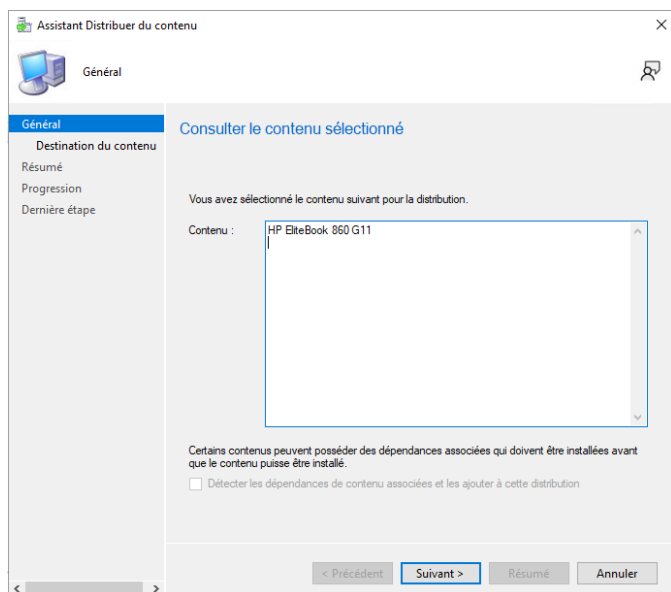 Assistant Distribuer du contenu
Général
Général
Destination du contenu
Résumé
Progression
Dernière étape
Consulter le contenu sélectionné
Vous avez sélectionné le contenu suivant pour la distribution.
Contenu :
HP EliteBook 860 G11
Certains contenus peuvent posséder des dépendances associées qui doivent être installées avant
que le contenu puisse être installé.
Détecter les dépendances de contenu associées et les ajouter à cette distribution
< Précédent
Suivant >
Résumé
Annuler